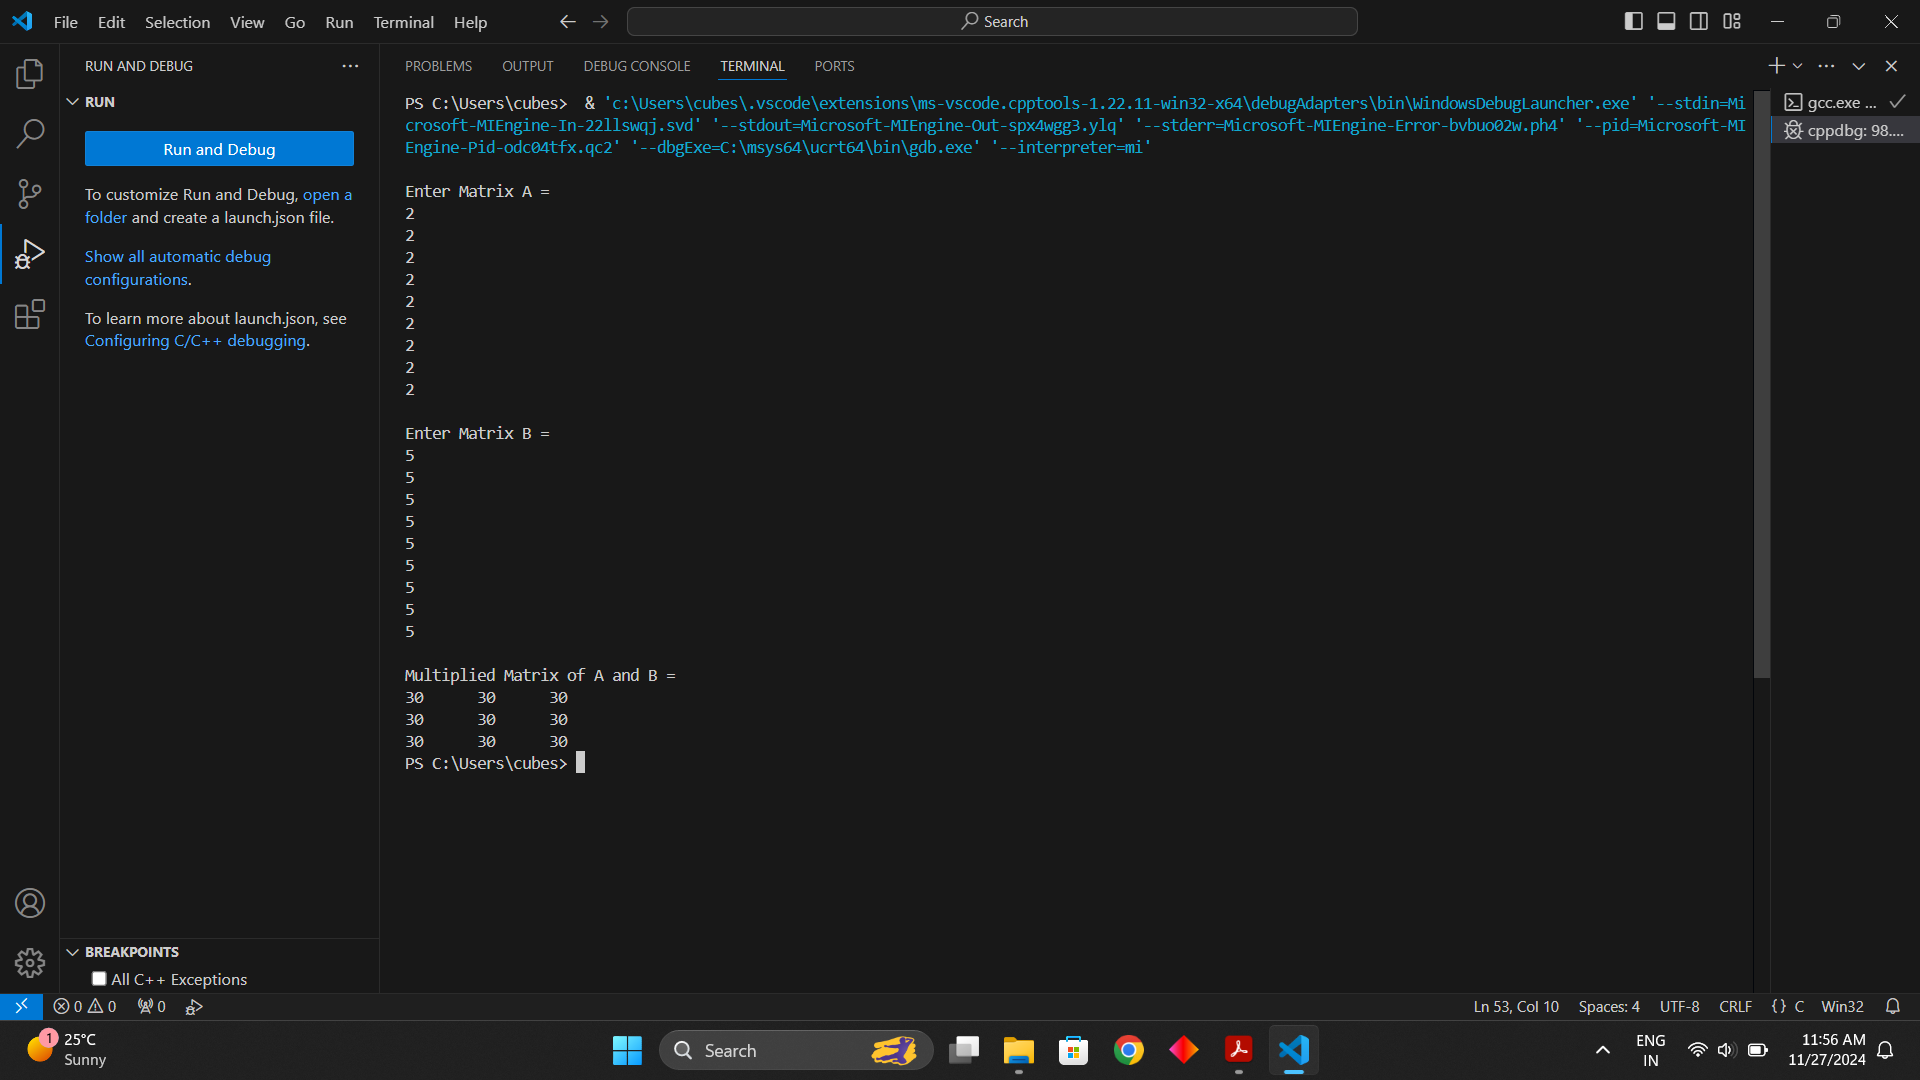 File Edit Selection View Go Run Terminal Help
Search
RUN AND DEBUG
RUN
Run and Debug
To customize Run and Debug, open a
folder and create a launch.json file.
Show all automatic debug
configurations.
To learn more about launch.json, see
Configuring C/C++ debugging.
BREAKPOINTS
All C++ Exceptions
PROBLEMS OUTPUT DEBUG CONSOLE TERMINAL PORTS
PS C:\Users\cubes>  & 'c:\Users\cubes\.vscode\extensions\ms-vscode.cpptools-1.22.11-win32-x64\debugAdapters\bin\WindowsDebugLauncher.exe' '--stdin=Mi
crosoft-MIEngine-In-22llswqj.svd' '--stdout=Microsoft-MIEngine-Out-spx4wgg3.ylq' '--stderr=Microsoft-MIEngine-Error-bvbuo02w.ph4' '--pid=Microsoft-MI
Engine-Pid-odc04tfx.qc2' '--dbgExe=C:\msys64\ucrt64\bin\gdb.exe' '--interpreter=mi'
Enter Matrix A =
2
2
2
2
2
2
2
2
2
Enter Matrix B =
5
5
5
5
5
5
5
5
5
Multiplied Matrix of A and B =
30 30 30
30 30 30
30 30 30
PS C:\Users\cubes>
gcc.exe ...
cppdbg: 98....
0 0 0
Ln 53, Col 10 Spaces: 4 UTF-8 CRLF {} C Win32
1
25°C
Sunny
Search
ENG
IN
11:56 AM
11/27/2024